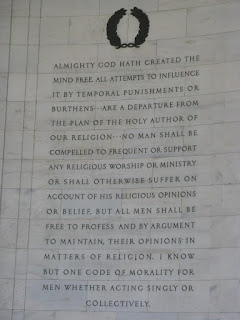 ALMIGHTY GOD HATH CREATED THE
MIND FREE. ALL ATTEMPTS TO INFLUENCE
IT BY TEMPORAL PUNISHMENTS OR
BURTHENS···ARE A DEPARTURE FROM
THE PLAN OF THE HOLY AUTHOR OF
OUR RELIGION···NO MAN SHALL BE
COMPELLED TO FREQUENT OR SUPPORT
ANY RELIGIOUS WORSHIP OR MINISTRY
OR SHALL OTHERWISE SUFFER ON
ACCOUNT OF HIS RELIGIOUS OPINIONS
OR BELIEF, BUT ALL MEN SHALL BE
FREE TO PROFESS AND BY ARGUMENT
TO MAINTAIN, THEIR OPINIONS IN
MATTERS OF RELIGION. I KNOW
BUT ONE CODE OF MORALITY FOR
MEN WHETHER ACTING SINGLY OR
COLLECTIVELY.